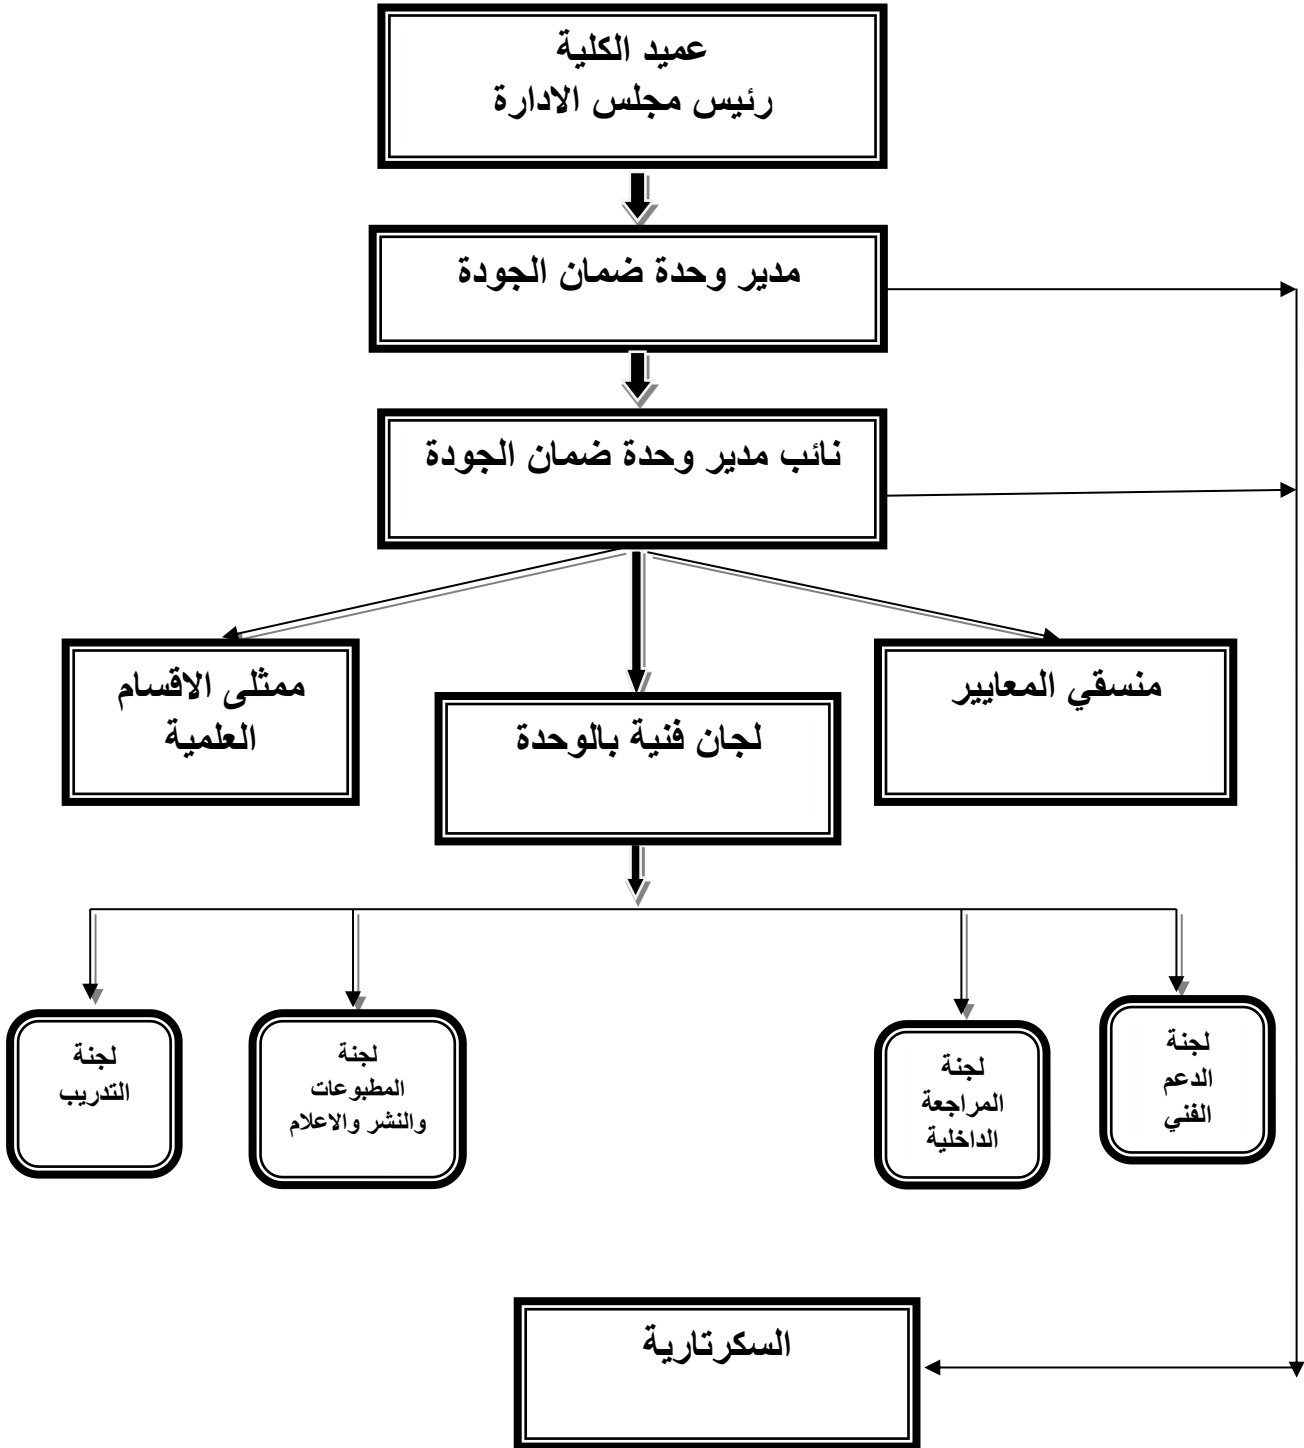 عميد الكلية
رئيس مجلس الادارة
مدير وحدة ضمان الجودة
نائب مدير وحدة ضمان الجودة
منسقي المعايير
لجان فنية بالوحدة
ممثلى الاقسام
العلمية
لجنة
الدعم
الفني
لجنة
المراجعة
الداخلية
لجنة
المطبوعات
والنشر والاعلام
لجنة
التدريب
السكرتارية